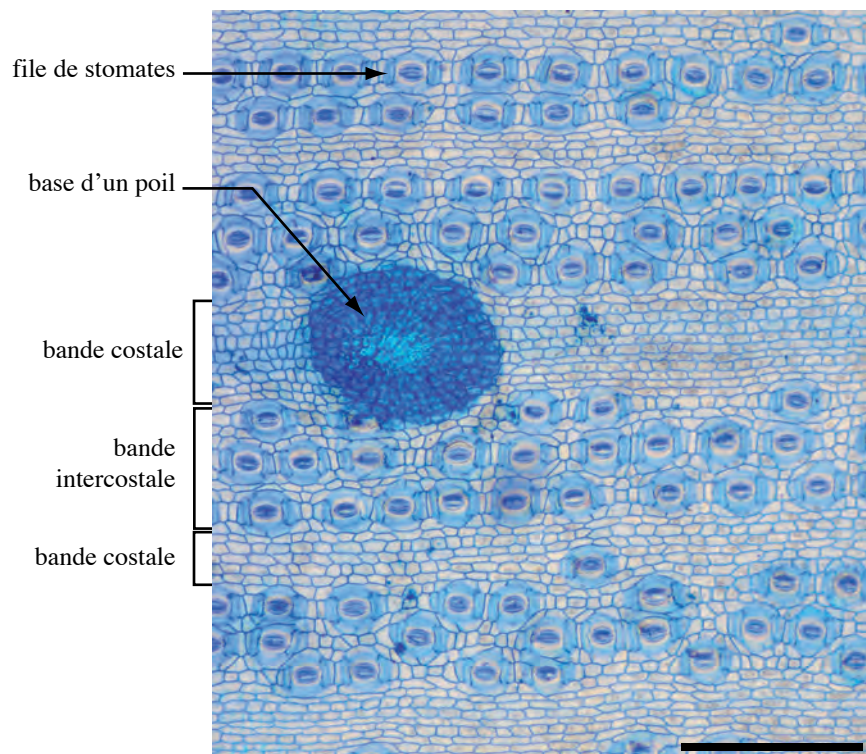 file de stomates
base d'un poil
bande costale
bande
intercostale
bande costale